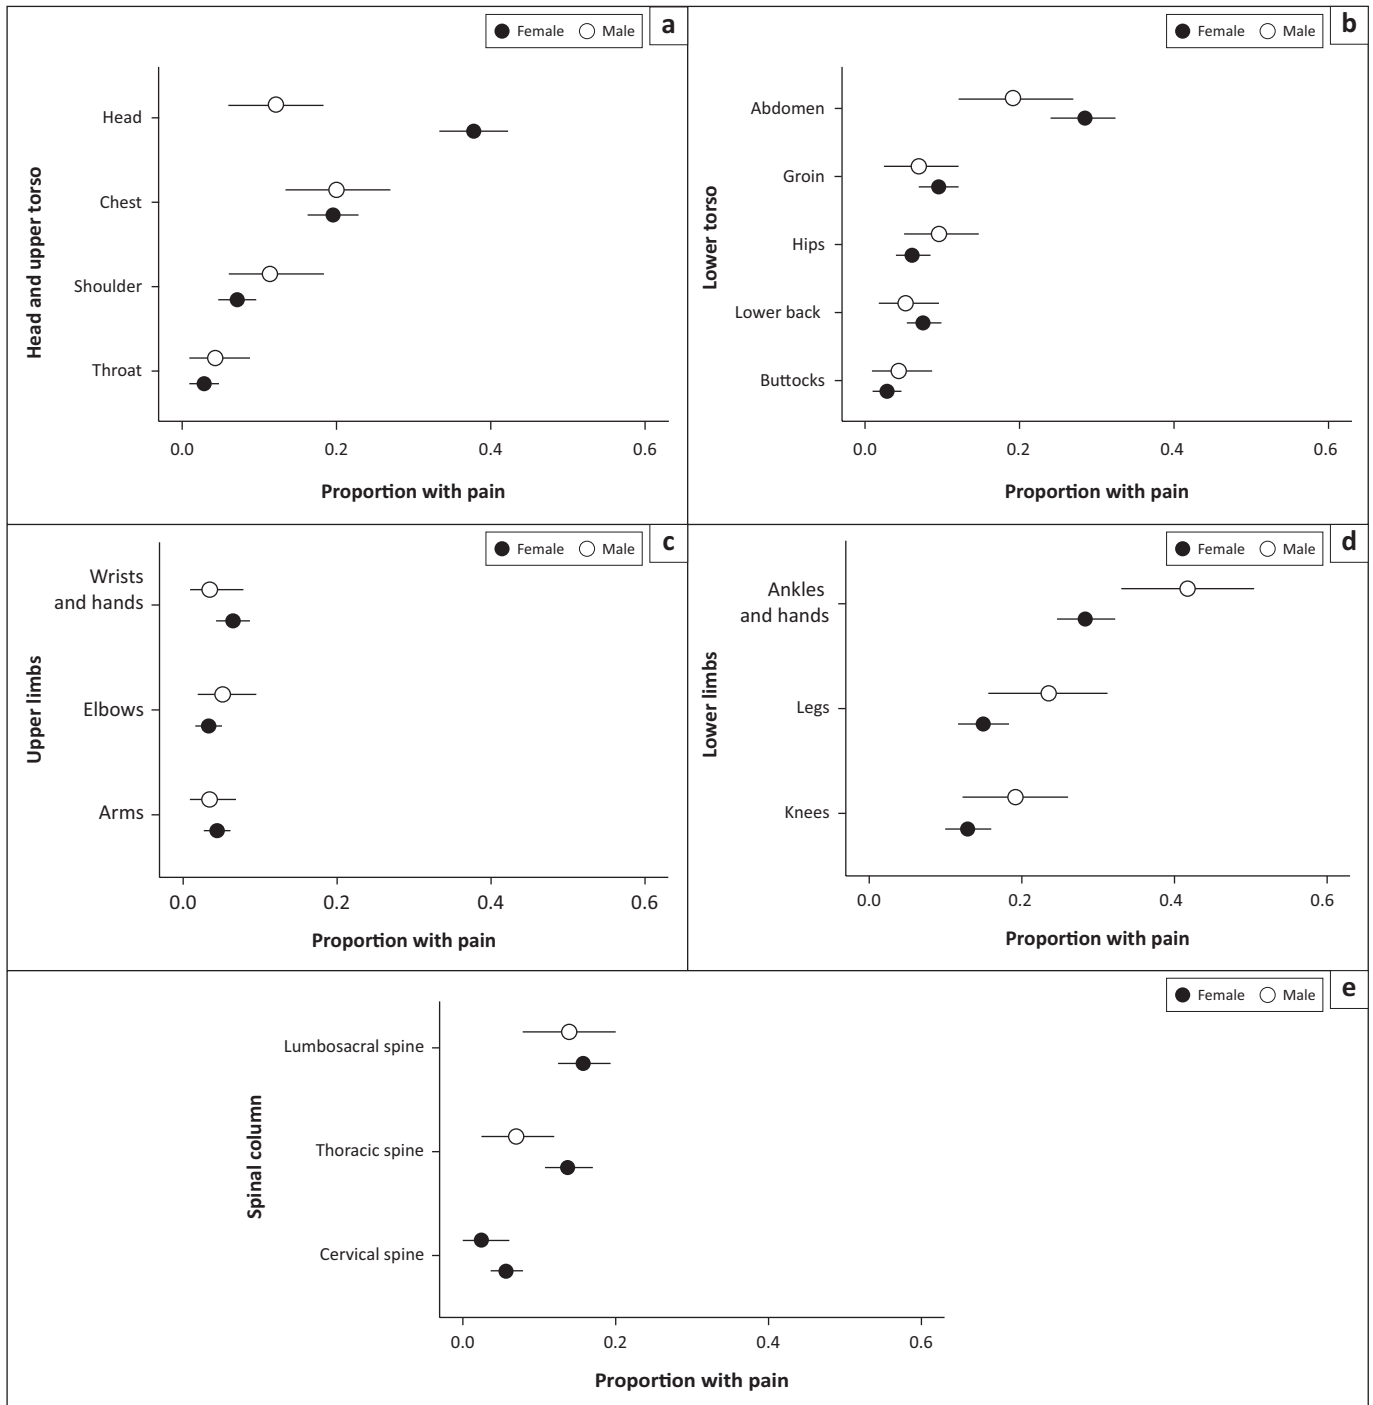 Female Male a
Head
Chest
Shoulder
Throat
Head and upper torso
0.0 0.2 0.4 0.6
Proportion with pain
Female Male b
Abdomen
Groin
Hips
Lower back
Buttocks
Lower torso
0.0 0.2 0.4 0.6
Proportion with pain
Female Male c
Wrists
and hands
Elbows
Arms
Upper limbs
0.0 0.2 0.4 0.6
Proportion with pain
Female Male d
Ankles
and hands
Legs
Knees
Lower limbs
0.0 0.2 0.4 0.6
Proportion with pain
Female Male e
Lumbosacral spine
Thoracic spine
Cervical spine
Spinal column
0.0 0.2 0.4 0.6
Proportion with pain